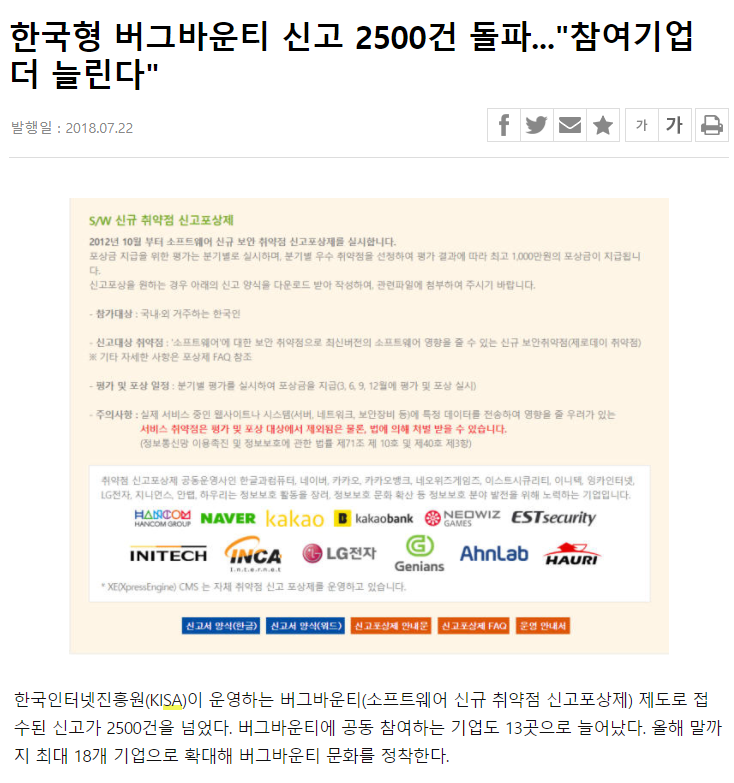 한국형 버그바운티 신고 2500건 돌파..."참여기업
더 늘린다"
발행일 : 2018.07.22
가 가
S/W 신규 취약점 신고포상제
2012년 10월 부터 소프트웨어 신규 보안 취약점 신고포상제를 실시합니다.
포상금 지급을 위한 평가는 분기별로 실시하며, 분기별 우수 취약점을 선정하여 평가 결과에 따라 최고 1,000만원의 포상금이 지급됩니
다.
신고포상을 원하는 경우 아래의 신고 양식을 다운로드 받아 작성하여, 관련파일에 첨부하여 주시기 바랍니다.
- 참가대상 : 국내·외 거주하는 한국인
- 신고대상 취약점 : '소프트웨어'에 대한 보안 취약점으로 최신버전의 소프트웨어 영향을 줄 수 있는 신규 보안취약점(제로데이 취약점)
※ 기타 자세한 사항은 포상제 FAQ 참조
- 평가 및 포상 일정 : 분기별 평가를 실시하여 포상금을 지급(3, 6, 9, 12월에 평가 및 포상 실시)
- 주의사항 : 실제 서비스 중인 웹사이트나 시스템(서버, 네트워크, 보안장비 등)에 특정 데이터를 전송하여 영향을 줄 우려가 있는
서비스 취약점은 평가 및 포상 대상에서 제외된은 물론, 법에 의해 처벌 받을 수 있습니다.
(정보통신망 이용촉진 및 정보보호에 관한 법률 제71조 제 10호 및 제40호 제3항)
취약점 신고포상제 공동운영사인 한글과컴퓨터, 네이버, 카카오, 카카오뱅크, 네오위즈게임즈, 이스트시큐리티, 이니텍, 잉카인터넷,
LG전자, 지니언스, 안랩, 하우리는 정보보호 활동을 장려, 정보보호 문화 확산 등 정보보호 분야 발전을 위해 노력하는 기업입니다.
HANCOM HANCOM GROUP NAVER kakao B kakaobank NEOWIZ GAMES ESTsecurity
INITECH INCA Internet LG전자 Genians AhnLab HAURI
* XE(XpressEngine) CMS 는 자체 취약점 신고 포상제를 운영하고 있습니다.
신고서 양식(한글) 신고서 양식(워드) 신고포상제 안내문 신고포상제 FAQ 운영 안내서
한국인터넷진흥원(KISA)이 운영하는 버그바운티(소프트웨어 신규 취약점 신고포상제) 제도로 접
수된 신고가 2500건을 넘었다. 버그바운티에 공동 참여하는 기업도 13곳으로 늘어났다. 올해 말까
지 최대 18개 기업으로 확대해 버그바운티 문화를 정착한다.